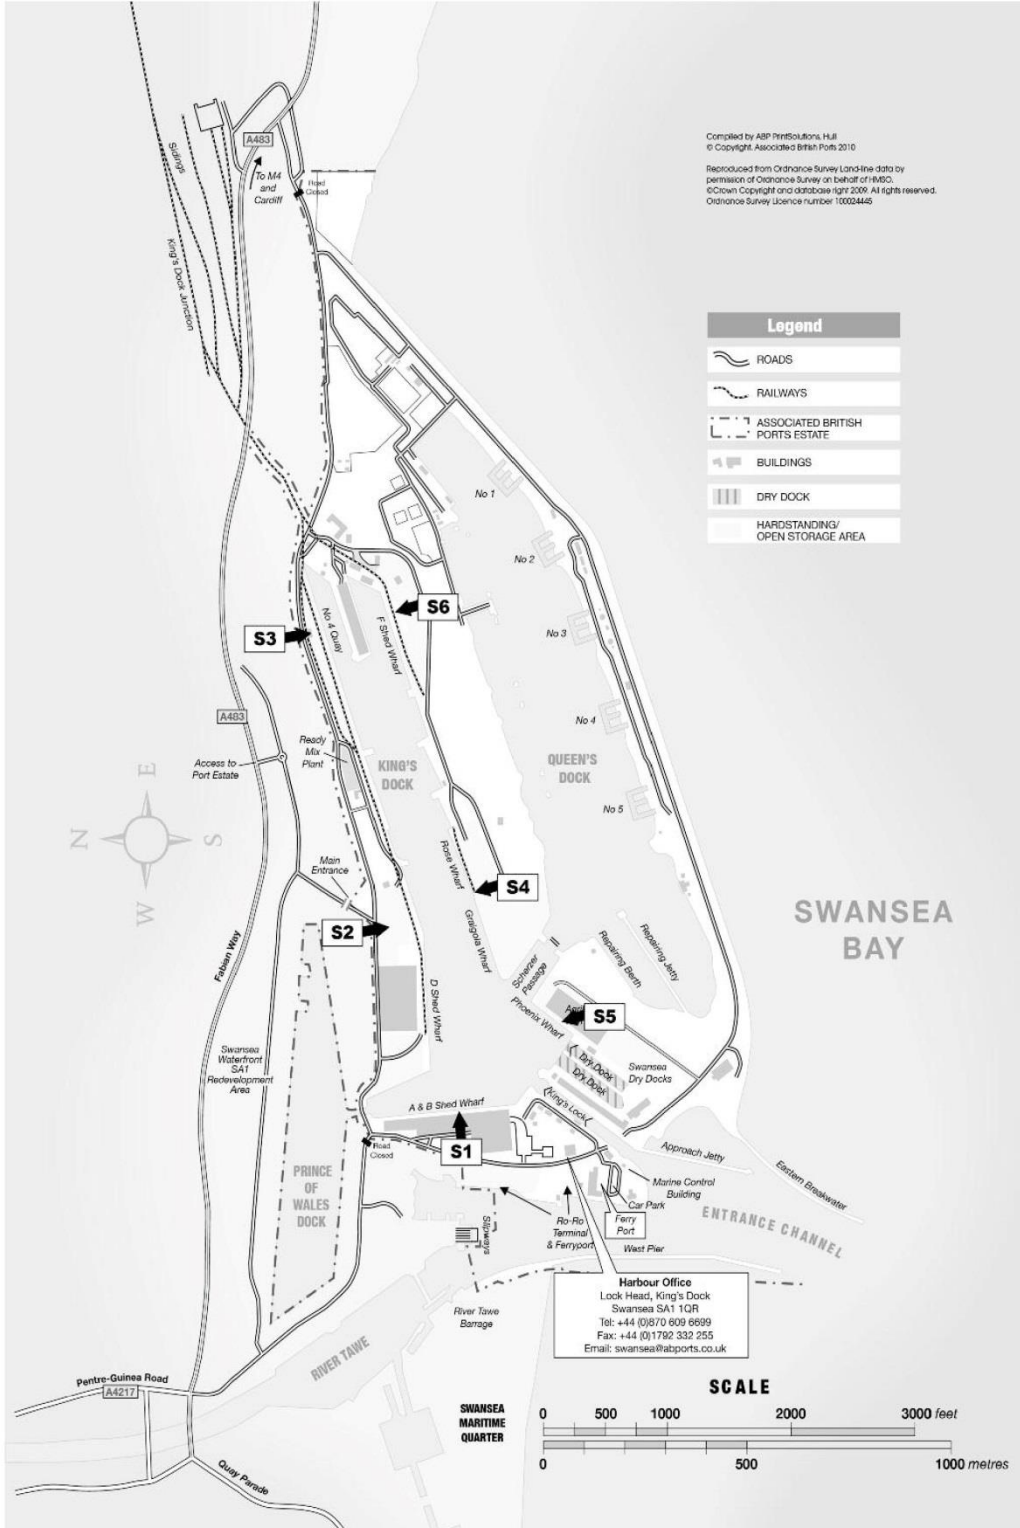 Compiled by ABP PrintSolutions, Hull
© Copyright. Associated British Ports 2010
Reproduced from Ordnance Survey Land-line data by
permission of Ordnance Survey on behalf of HMSO.
©Crown Copyright and database right 2009. All rights reserved.
Ordnance Survey Licence number 100024445
A483
To M4
and
Cardiff
Road
Closed
Sidings
King's Dock Junction
Legend
ROADS
RAILWAYS
ASSOCIATED BRITISH
PORTS ESTATE
BUILDINGS
DRY DOCK
HARDSTANDING/
OPEN STORAGE AREA
No 1
No 2
No 3
No 4
No 5
S6
S3
No 4 Quay
F Shed Wharf
A483
Access to
Port Estate
Ready
Mix
Plant
KING'S
DOCK
QUEEN'S
DOCK
N
E
S
W
Main
Entrance
Rose Wharf
S4
S2
Graigola Wharf
SWANSEA
BAY
Fabian Way
D Shed Wharf
Scherzer
Passage
Repairing Berth
Repairing Jetty
Phoenix Wharf
S5
Swansea
Waterfront
SA1
Redevelopment
Area
Dry Dock
Dry Dock
Swansea
Dry Docks
A & B Shed Wharf
King's Lock
Road
Closed
S1
Approach Jetty
PRINCE
OF
WALES
DOCK
Marine Control
Building
Car Park
Eastern Breakwater
Ferry
Port
ENTRANCE CHANNEL
Slipways
Ro-Ro
Terminal
& Ferryport
West Pier
Harbour Office
Lock Head, King's Dock
Swansea SA1 1QR
Tel: +44 (0)870 609 6699
Fax: +44 (0)1792 332 255
Email: swansea@abports.co.uk
River Tawe
Barrage
RIVER TAWE
Pentre-Guinea Road
A4217
Quay Parade
SWANSEA
MARITIME
QUARTER
SCALE
0 500 1000 2000 3000 feet
0 500 1000 metres